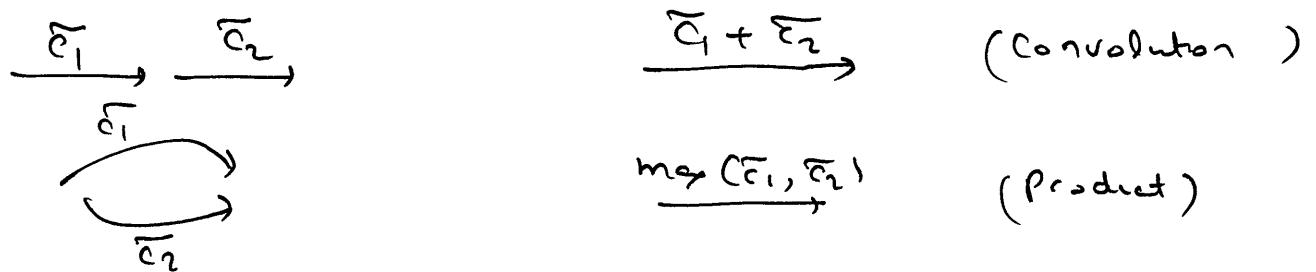 c̅₁ c̅₂ c̅₁ + c̅₂ (Convolution)
c̅₁
max (c̅₁, c̅₂) (Product)
c̅₂